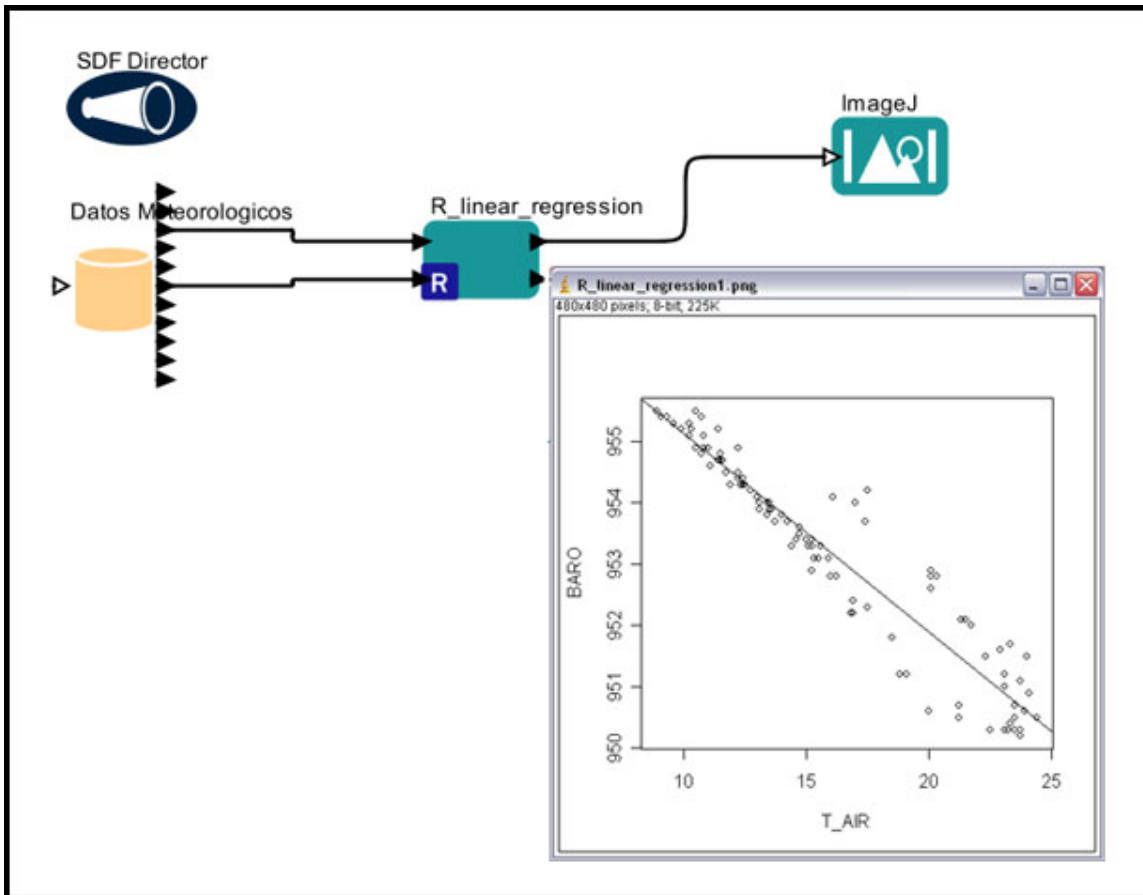 SDF Director
ImageJ
Datos Meteorologicos
R_linear_regression
R
R_linear_regression1.png
480x480 pixels; 8-bit; 225K
955
954
953
952
951
950
BARO
10 15 20 25
T_AIR